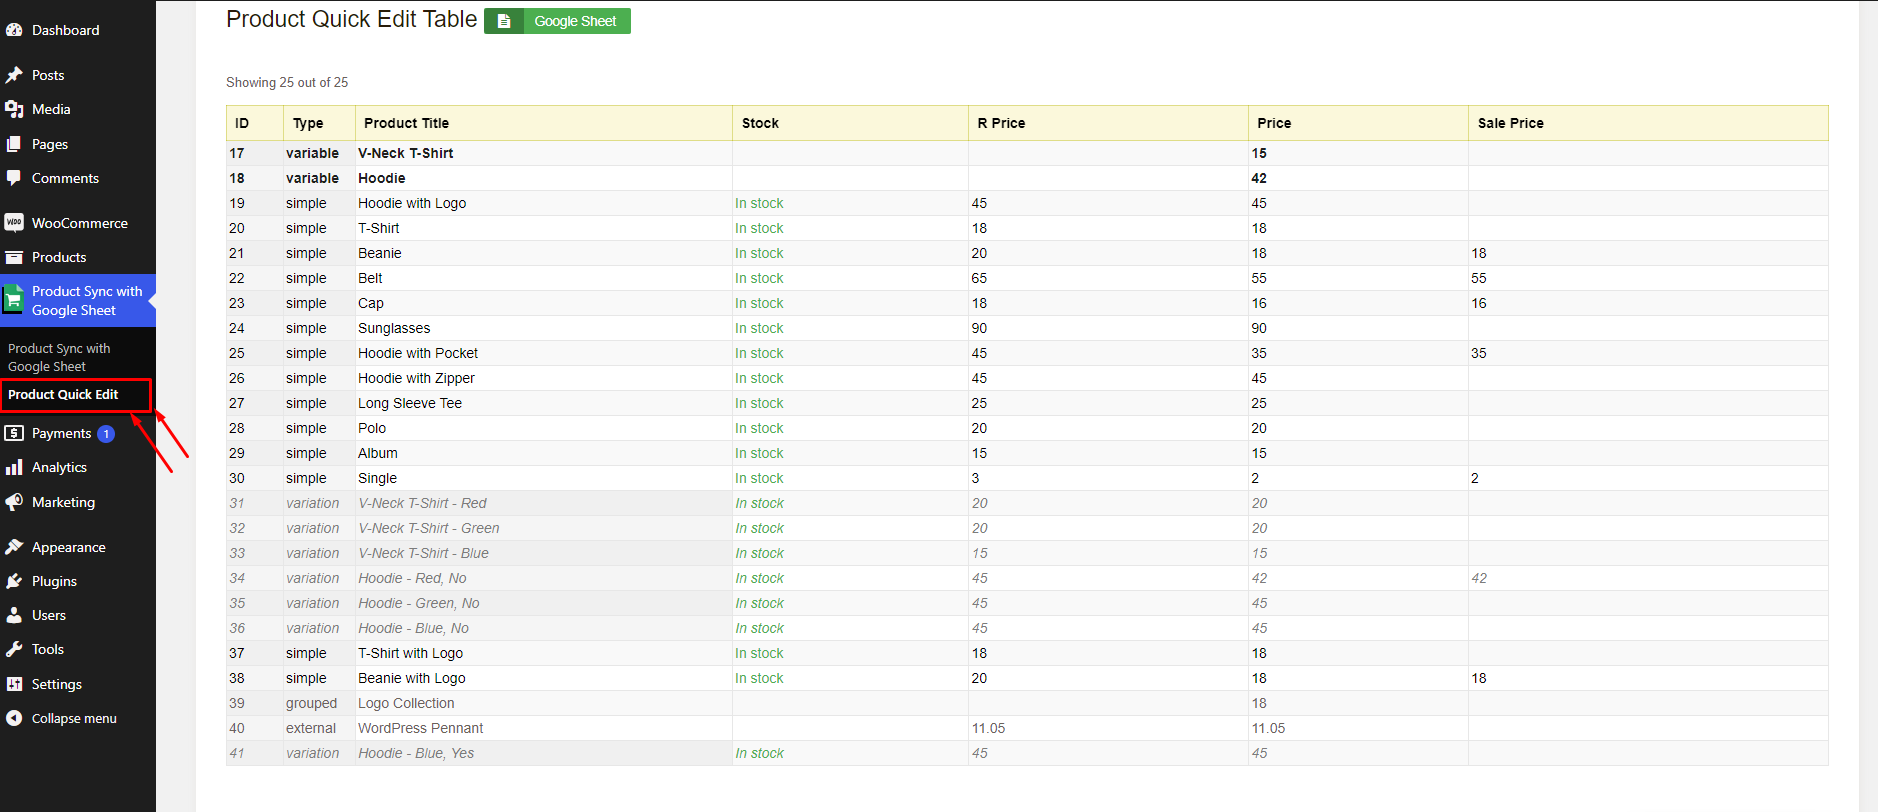 Dashboard
Posts
Media
Pages
Comments
WOO WooCommerce
Products
Product Sync with
Google Sheet
Product Sync with
Google Sheet
Product Quick Edit
Payments 1
Analytics
Marketing
Appearance
Plugins
Users
Tools
Settings
Collapse menu
Product Quick Edit Table Google Sheet
Showing 25 out of 25
ID Type Product Title Stock R Price Price Sale Price
17 variable V-Neck T-Shirt 15
18 variable Hoodie 42
19 simple Hoodie with Logo In stock 45 45
20 simple T-Shirt In stock 18 18
21 simple Beanie In stock 20 18 18
22 simple Belt In stock 65 55 55
23 simple Cap In stock 18 16 16
24 simple Sunglasses In stock 90 90
25 simple Hoodie with Pocket In stock 45 35 35
26 simple Hoodie with Zipper In stock 45 45
27 simple Long Sleeve Tee In stock 25 25
28 simple Polo In stock 20 20
29 simple Album In stock 15 15
30 simple Single In stock 3 2 2
31 variation V-Neck T-Shirt - Red In stock 20 20
32 variation V-Neck T-Shirt - Green In stock 20 20
33 variation V-Neck T-Shirt - Blue In stock 15 15
34 variation Hoodie - Red, No In stock 45 42 42
35 variation Hoodie - Green, No In stock 45 45
36 variation Hoodie - Blue, No In stock 45 45
37 simple T-Shirt with Logo In stock 18 18
38 simple Beanie with Logo In stock 20 18 18
39 grouped Logo Collection 18
40 external WordPress Pennant 11.05 11.05
41 variation Hoodie - Blue, Yes In stock 45 45